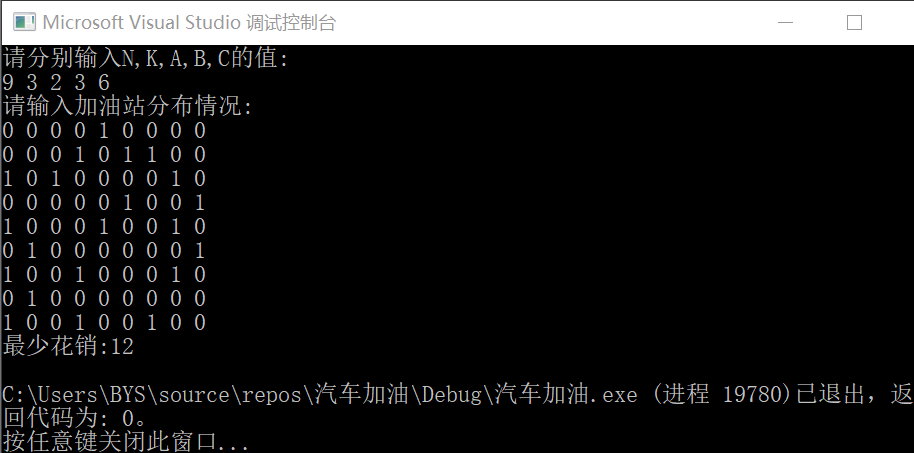 Microsoft Visual Studio 调试控制台
请分别输入N,K,A,B,C的值:
9 3 2 3 6
请输入加油站分布情况:
0 0 0 0 1 0 0 0 0
0 0 0 1 0 1 1 0 0
1 0 1 0 0 0 0 1 0
0 0 0 0 0 1 0 0 1
1 0 0 0 1 0 0 1 0
0 1 0 0 0 0 0 0 1
1 0 0 1 0 0 0 1 0
0 1 0 0 0 0 0 0 0
1 0 0 1 0 0 1 0 0
最少花销:12
C:\Users\BYS\source\repos\汽车加油\Debug\汽车加油.exe (进程 19780)已退出，返
回代码为: 0。
按任意键关闭此窗口...